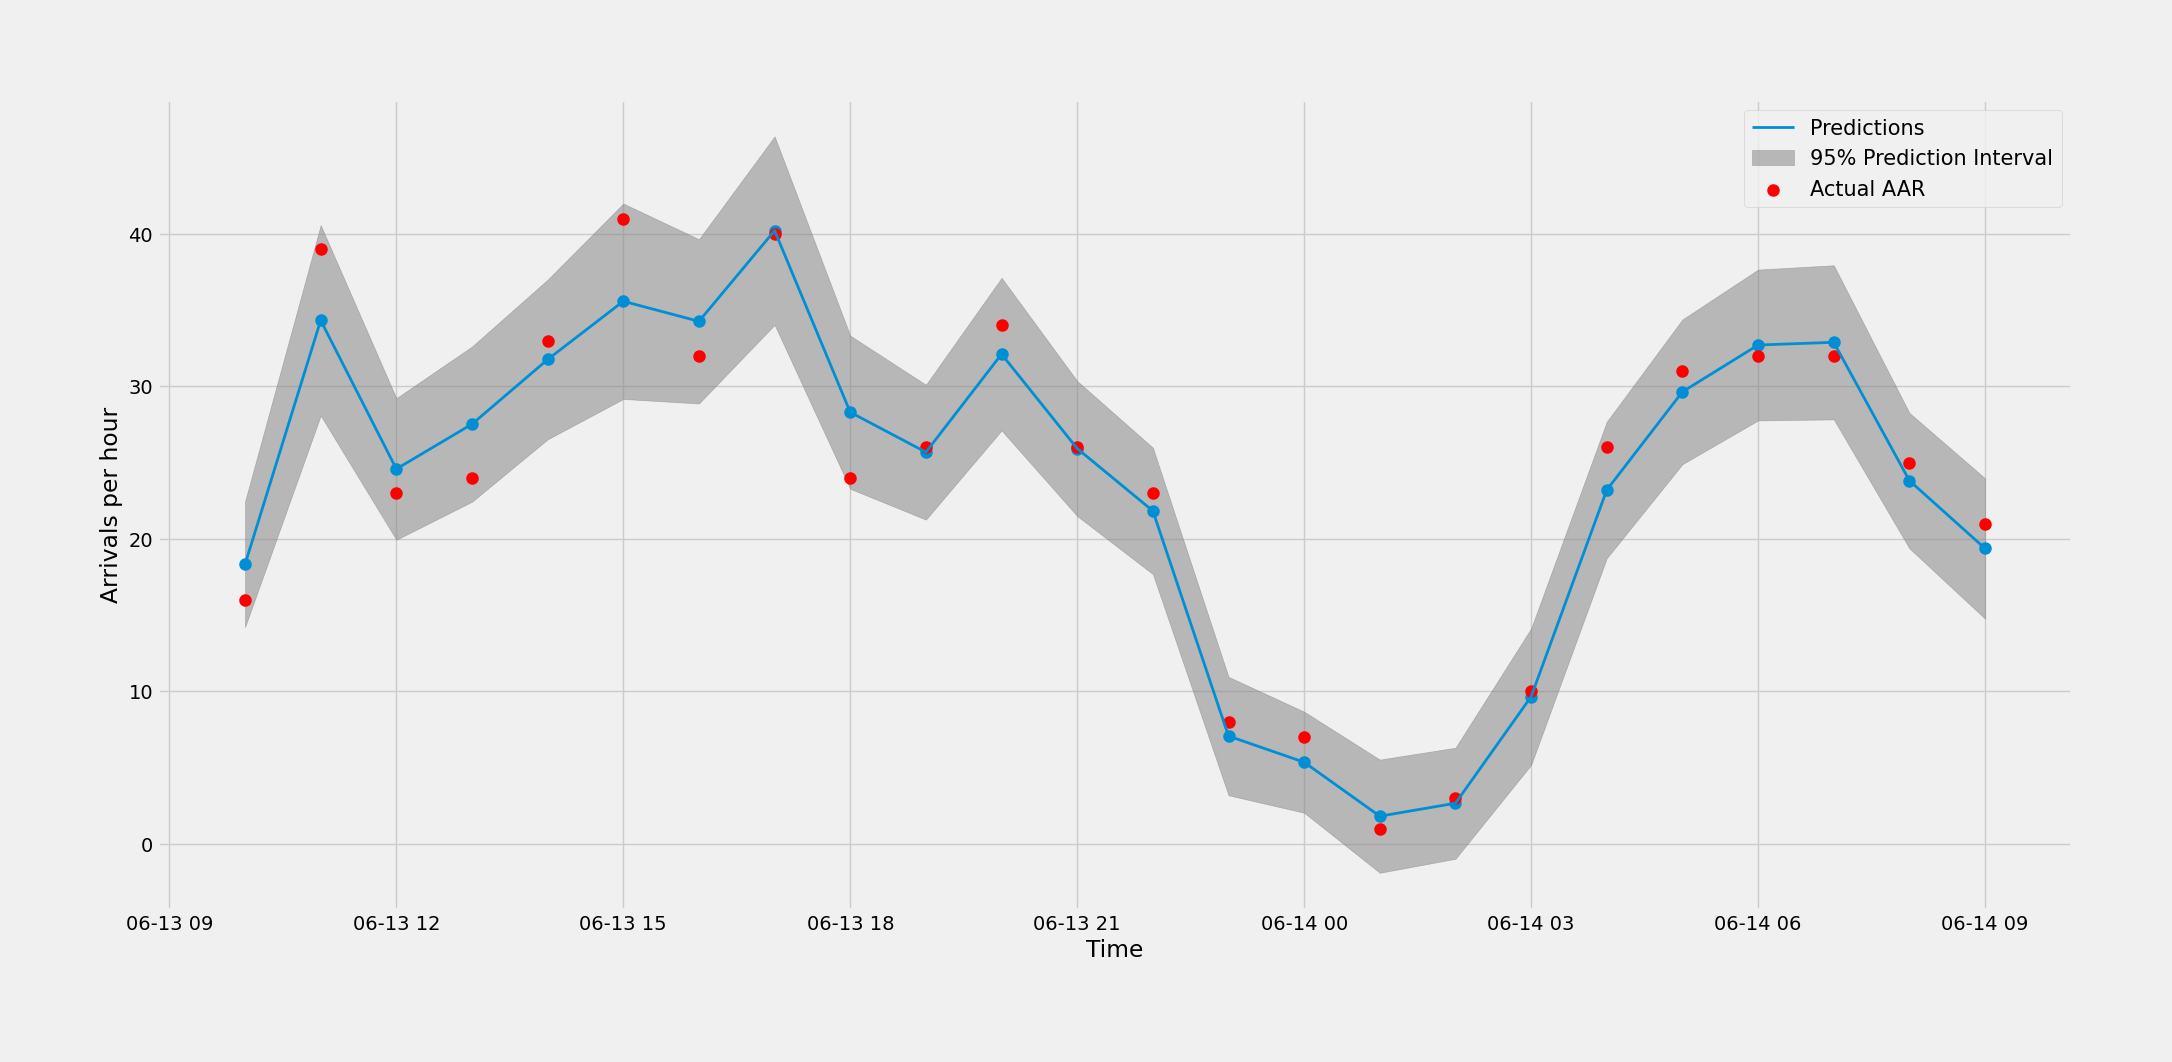 Predictions
95% Prediction Interval
Actual AAR
40
30
20
10
0
Arrivals per hour
06-13 09
06-13 12
06-13 15
06-13 18
06-13 21
06-14 00
06-14 03
06-14 06
06-14 09
Time